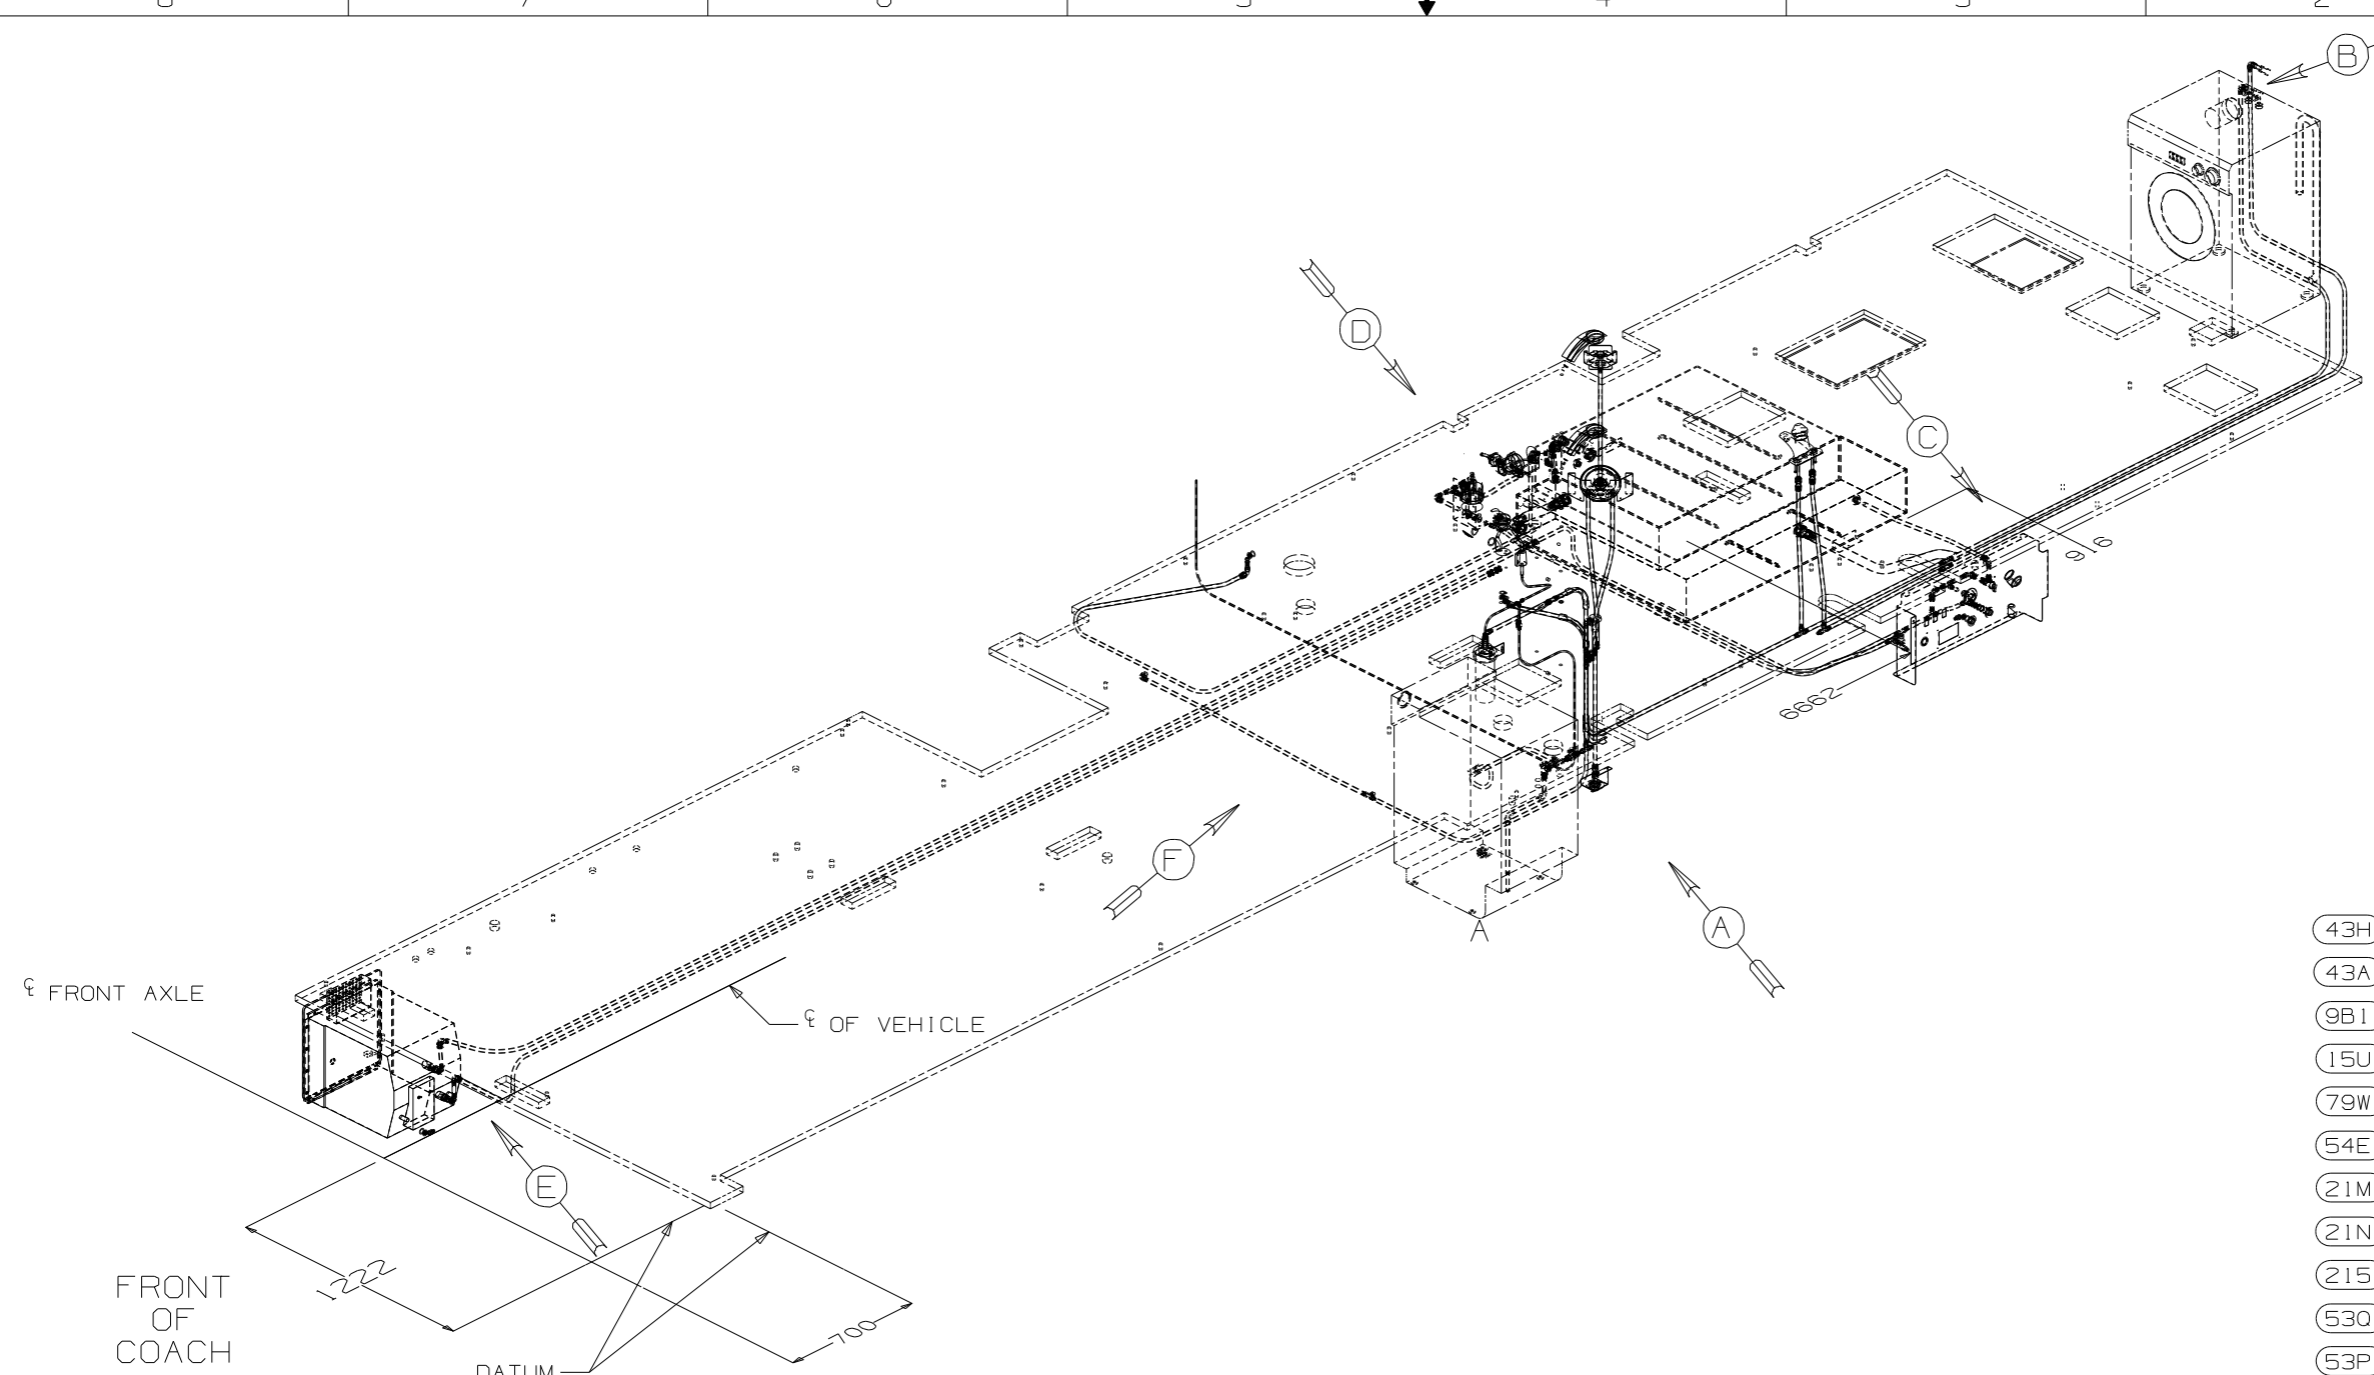 B
D
C
916
6662
F
A
A
43H
43A
9B1
15U
79W
54E
21M
21N
215
53Q
53P
℄ FRONT AXLE
℄ OF VEHICLE
E
1222
700
FRONT
OF
COACH
DATUM